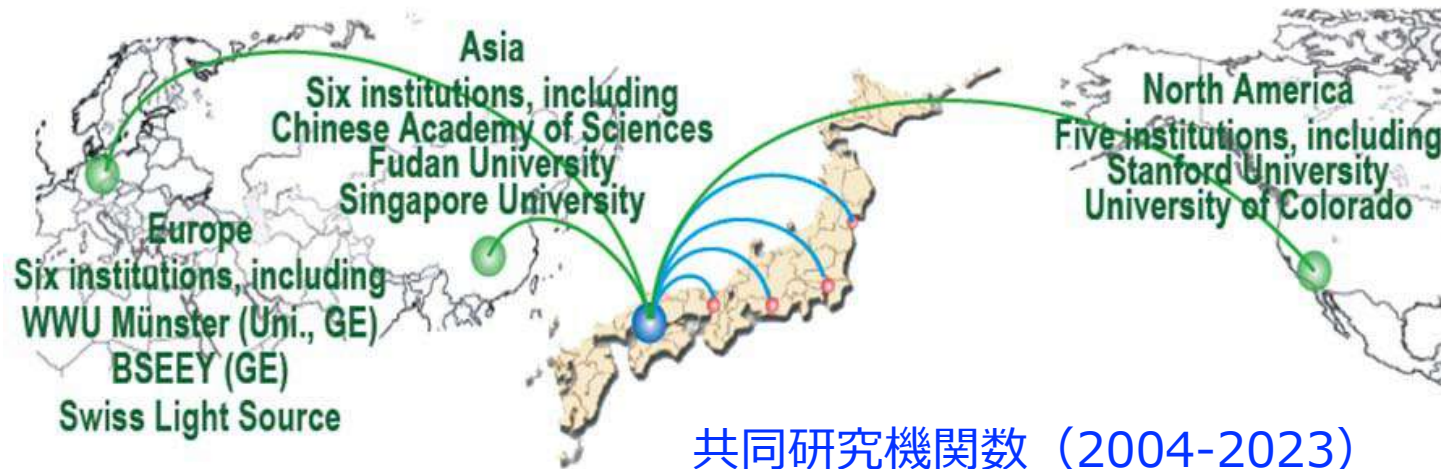 Asia
Six institutions, including
Chinese Academy of Sciences
Fudan University
Singapore University
North America
Five institutions, including
Stanford University
University of Colorado
Europe
Six institutions, including
WWU Münster (Uni., GE)
BSEEY (GE)
Swiss Light Source
共同研究機関数（2004-2023）